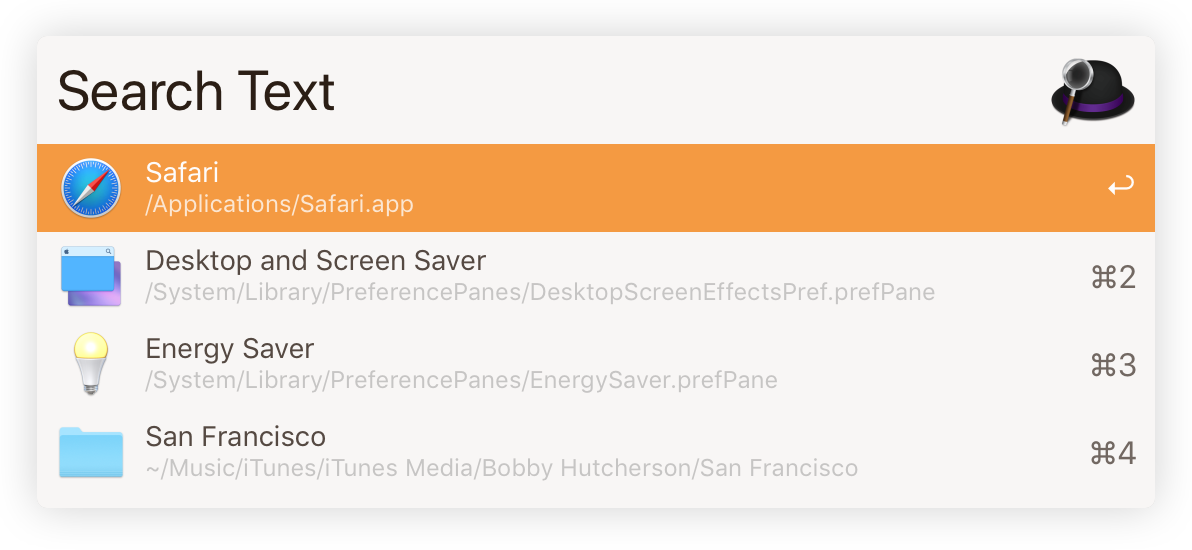 Search Text
Safari
/Applications/Safari.app
↩
Desktop and Screen Saver
/System/Library/PreferencePanes/DesktopScreenEffectsPref.prefPane
⌘2
Energy Saver
/System/Library/PreferencePanes/EnergySaver.prefPane
⌘3
San Francisco
~/Music/iTunes/iTunes Media/Bobby Hutcherson/San Francisco
⌘4